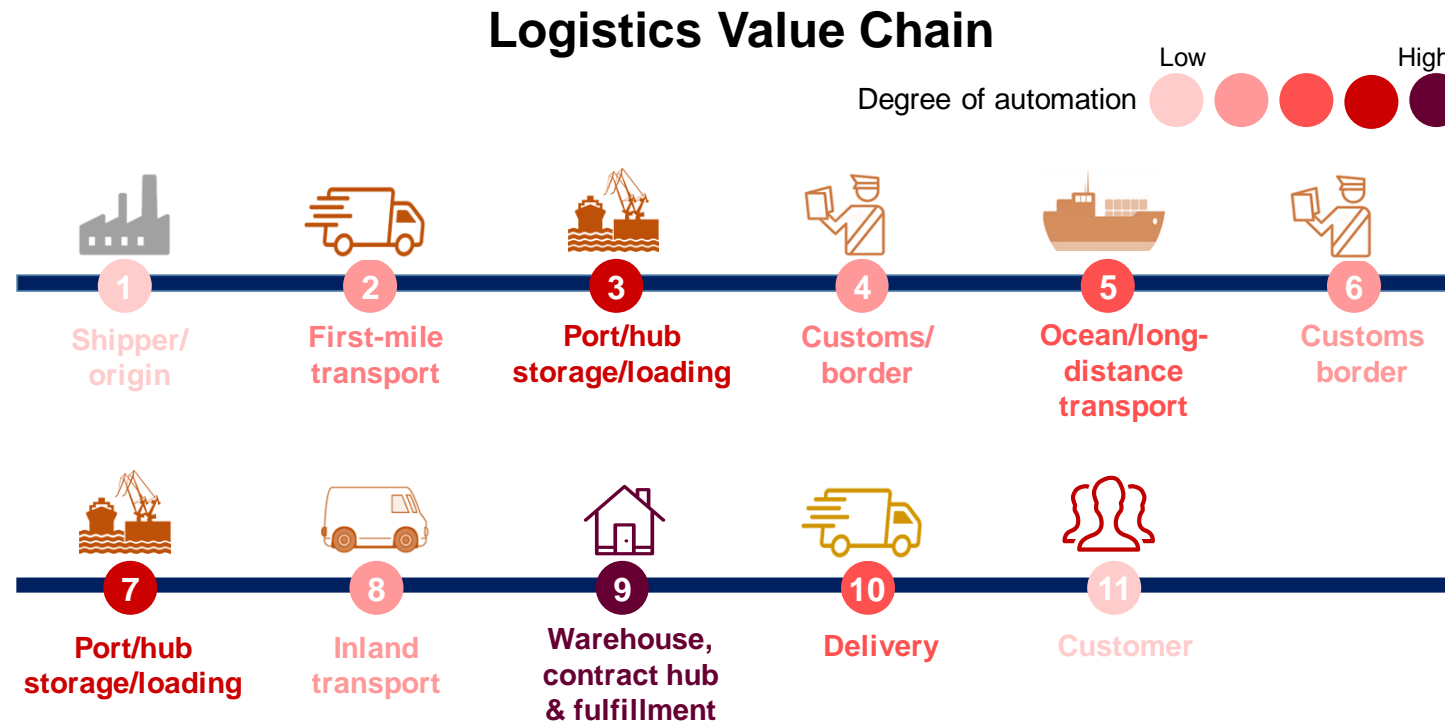 Logistics Value Chain
Low High
Degree of automation
1 2 3 4 5 6
Shipper/
origin
First-mile
transport
Port/hub
storage/loading
Customs/
border
Ocean/long-
distance
transport
Customs
border
7 8 9 10 11
Port/hub
storage/loading
Inland
transport
Warehouse,
contract hub
& fulfillment
Delivery
Customer